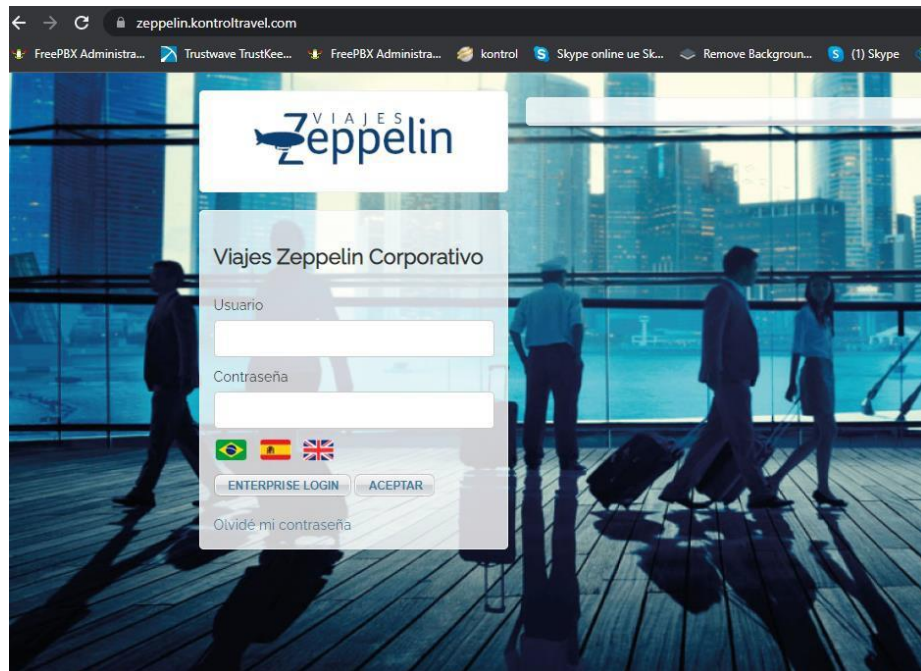 zeppelin.kontroltravel.com
FreePBX Administra... Trustwave TrustKee... FreePBX Administra... kontrol Skype online ue Sk... Remove Backgroun... (1) Skype
VIAJES
Zeppelin
Viajes Zeppelin Corporativo
Usuario
Contraseña
ENTERPRISE LOGIN ACEPTAR
Olvidé mi contraseña